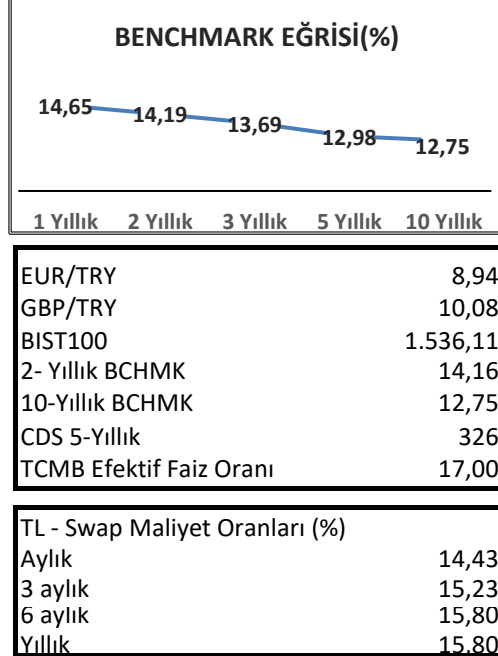 BENCHMARK EĞRİSİ(%)
14,65 14,19 13,69 12,98 12,75
1 Yıllık 2 Yıllık 3 Yıllık 5 Yıllık 10 Yıllık
EUR/TRY 8,94
GBP/TRY 10,08
BIST100 1.536,11
2- Yıllık BCHMK 14,16
10-Yıllık BCHMK 12,75
CDS 5-Yıllık 326
TCMB Efektif Faiz Oranı 17,00
TL - Swap Maliyet Oranları (%)
Aylık 14,43
3 aylık 15,23
6 aylık 15,80
Yıllık 15,80